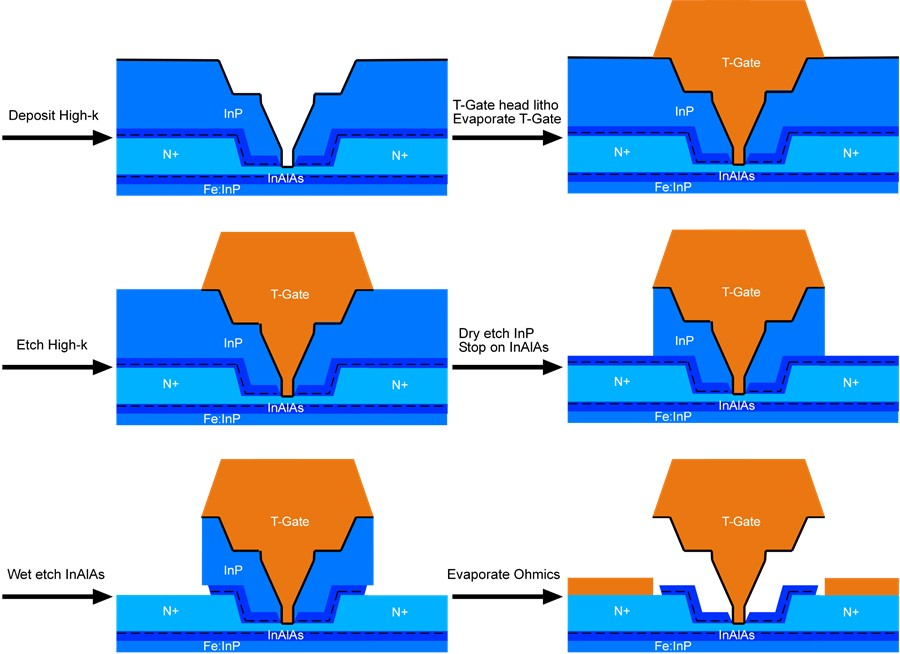 Deposit High-k
InP
N+
N+
InAlAs
Fe:InP
T-Gate head litho
Evaporate T-Gate
T-Gate
InP
N+
N+
InAlAs
Fe:InP
Etch High-k
T-Gate
InP
N+
N+
InAlAs
Fe:InP
Dry etch InP
Stop on InAlAs
T-Gate
InP
N+
N+
InAlAs
Fe:InP
Wet etch InAlAs
T-Gate
InP
N+
N+
InAlAs
Fe:InP
Evaporate Ohmics
T-Gate
N+
N+
InAlAs
Fe:InP